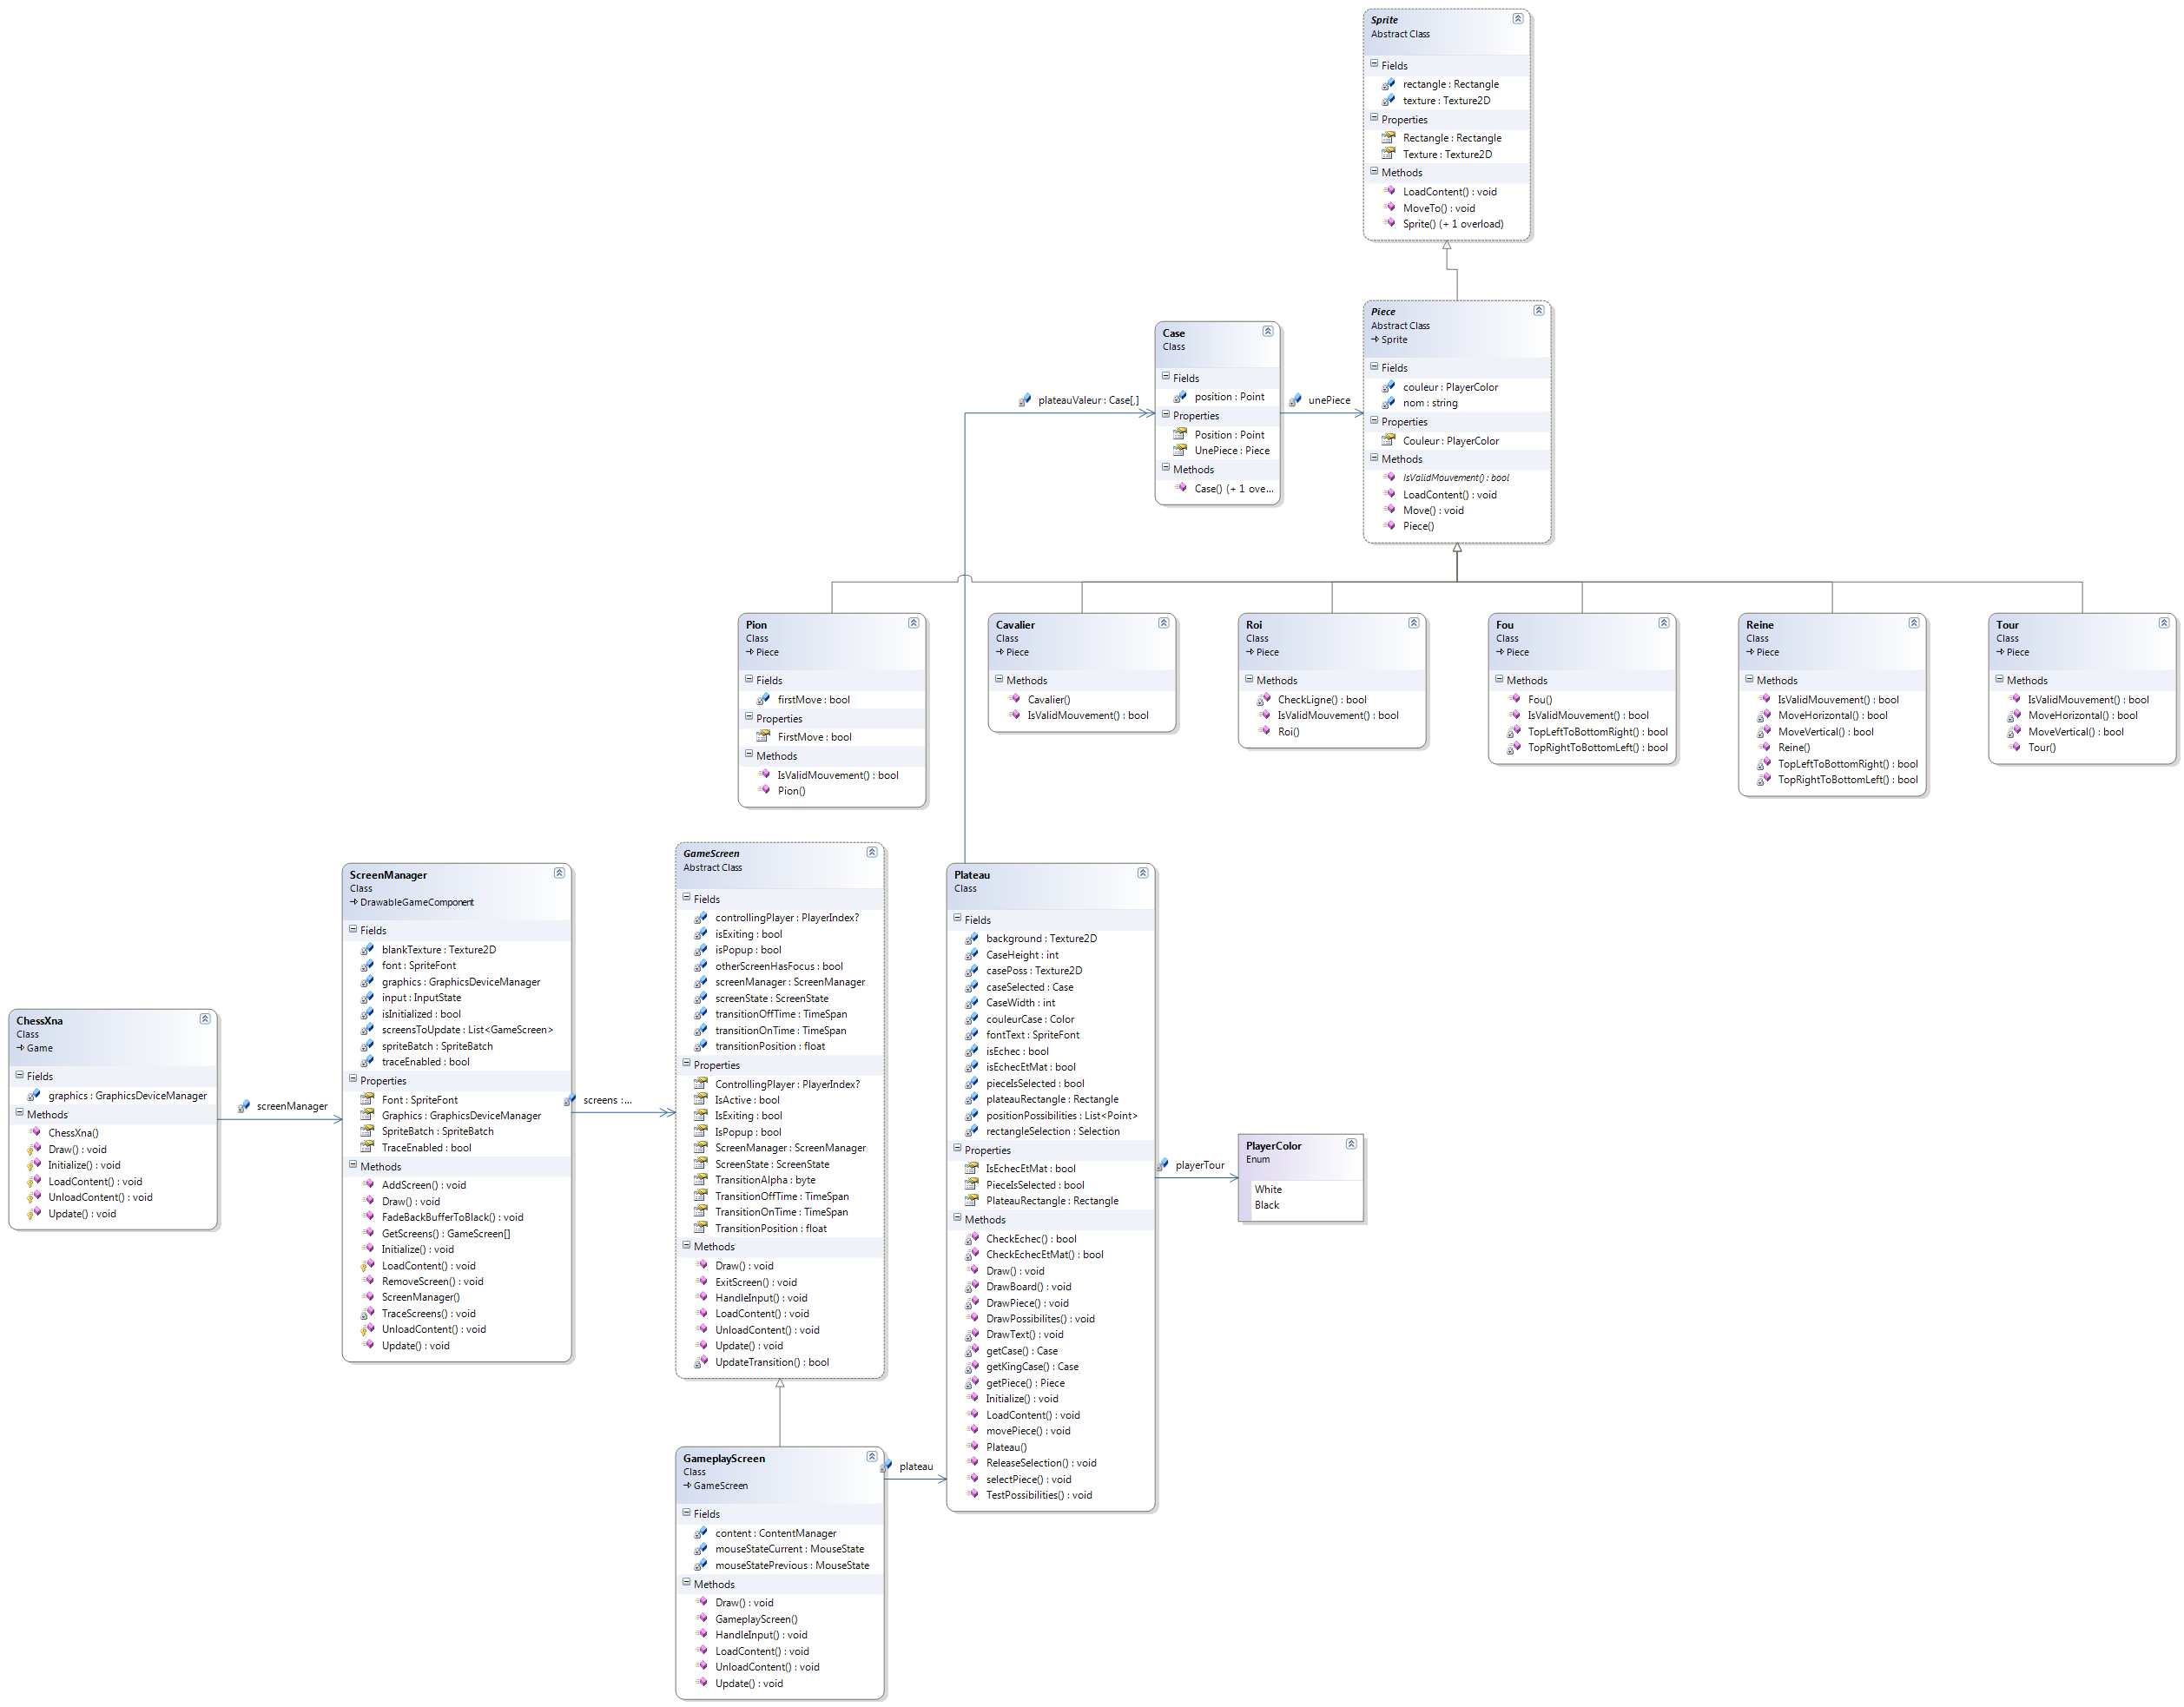 Sprite
Abstract Class
Fields
rectangle : Rectangle
texture : Texture2D
Properties
Rectangle : Rectangle
Texture : Texture2D
Methods
LoadContent() : void
MoveTo() : void
Sprite() (+ 1 overload)
Piece
Abstract Class
Sprite
Fields
couleur : PlayerColor
nom : string
Properties
Couleur : PlayerColor
Methods
IsValidMouvement() : bool
LoadContent() : void
Move() : void
Piece()
Case
Class
Fields
position : Point
Properties
Position : Point
UnePiece : Piece
Methods
Case() (+ 1 ove...
plateauValeur : Case[,]
unePiece
Pion
Class
Piece
Fields
firstMove : bool
Properties
FirstMove : bool
Methods
IsValidMouvement() : bool
Pion()
Cavalier
Class
Piece
Methods
Cavalier()
IsValidMouvement() : bool
Roi
Class
Piece
Methods
CheckLigne() : bool
IsValidMouvement() : bool
Roi()
Fou
Class
Piece
Methods
Fou()
IsValidMouvement() : bool
TopLeftToBottomRight() : bool
TopRightToBottomLeft() : bool
Reine
Class
Piece
Methods
IsValidMouvement() : bool
MoveHorizontal() : bool
MoveVertical() : bool
Reine()
TopLeftToBottomRight() : bool
TopRightToBottomLeft() : bool
Tour
Class
Piece
Methods
IsValidMouvement() : bool
MoveHorizontal() : bool
MoveVertical() : bool
Tour()
ChessXna
Class
Game
Fields
graphics : GraphicsDeviceManager
Methods
ChessXna()
Draw() : void
Initialize() : void
LoadContent() : void
UnloadContent() : void
Update() : void
screenManager
ScreenManager
Class
DrawableGameComponent
Fields
blankTexture : Texture2D
font : SpriteFont
graphics : GraphicsDeviceManager
input : InputState
isInitialized : bool
screensToUpdate : List<GameScreen>
spriteBatch : SpriteBatch
traceEnabled : bool
Properties
Font : SpriteFont
Graphics : GraphicsDeviceManager
SpriteBatch : SpriteBatch
TraceEnabled : bool
Methods
AddScreen() : void
Draw() : void
FadeBackBufferToBlack() : void
GetScreens() : GameScreen[]
Initialize() : void
LoadContent() : void
RemoveScreen() : void
ScreenManager()
TraceScreens() : void
UnloadContent() : void
Update() : void
screens :...
GameScreen
Abstract Class
Fields
controllingPlayer : PlayerIndex?
isExiting : bool
isPopup : bool
otherScreenHasFocus : bool
screenManager : ScreenManager
screenState : ScreenState
transitionOffTime : TimeSpan
transitionOnTime : TimeSpan
transitionPosition : float
Properties
ControllingPlayer : PlayerIndex?
IsActive : bool
IsExiting : bool
IsPopup : bool
ScreenManager : ScreenManager
ScreenState : ScreenState
TransitionAlpha : byte
TransitionOffTime : TimeSpan
TransitionOnTime : TimeSpan
TransitionPosition : float
Methods
Draw() : void
ExitScreen() : void
HandleInput() : void
LoadContent() : void
UnloadContent() : void
Update() : void
UpdateTransition() : bool
GameplayScreen
Class
GameScreen
Fields
content : ContentManager
mouseStateCurrent : MouseState
mouseStatePrevious : MouseState
Methods
Draw() : void
GameplayScreen()
HandleInput() : void
LoadContent() : void
UnloadContent() : void
Update() : void
plateau
Plateau
Class
Fields
background : Texture2D
CaseHeight : int
casePoss : Texture2D
caseSelected : Case
CaseWidth : int
couleurCase : Color
fontText : SpriteFont
isEchec : bool
isEchecEtMat : bool
pieceIsSelected : bool
plateauRectangle : Rectangle
positionPossibilities : List<Point>
rectangleSelection : Selection
Properties
IsEchecEtMat : bool
PieceIsSelected : bool
PlateauRectangle : Rectangle
Methods
CheckEchec() : bool
CheckEchecEtMat() : bool
Draw() : void
DrawBoard() : void
DrawPiece() : void
DrawPossibilites() : void
DrawText() : void
getCase() : Case
getKingCase() : Case
getPiece() : Piece
Initialize() : void
LoadContent() : void
movePiece() : void
Plateau()
ReleaseSelection() : void
selectPiece() : void
TestPossibilities() : void
playerTour
PlayerColor
Enum
White
Black